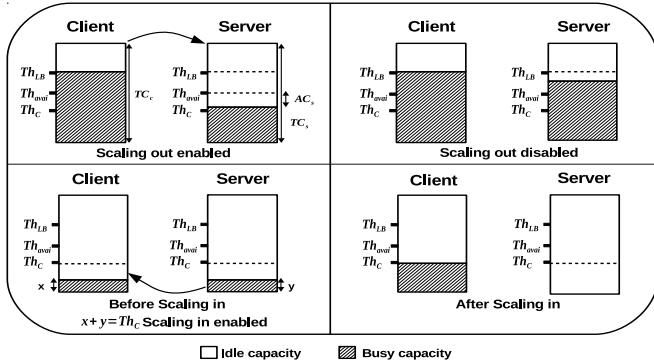 Client Server
Th_LB Th_LB
Th_avai Th_avai
Th_C Th_C
TC_c AC_s
TC_s
Scaling out enabled
Client Server
Th_LB Th_LB
Th_avai Th_avai
Th_C Th_C
Scaling out disabled
Client Server
Th_LB Th_LB
Th_avai Th_avai
Th_C Th_C
x y
Before Scaling in
x + y = Th_C Scaling in enabled
Client Server
Th_LB Th_LB
Th_avai Th_avai
Th_C Th_C
After Scaling in
Idle capacity Busy capacity